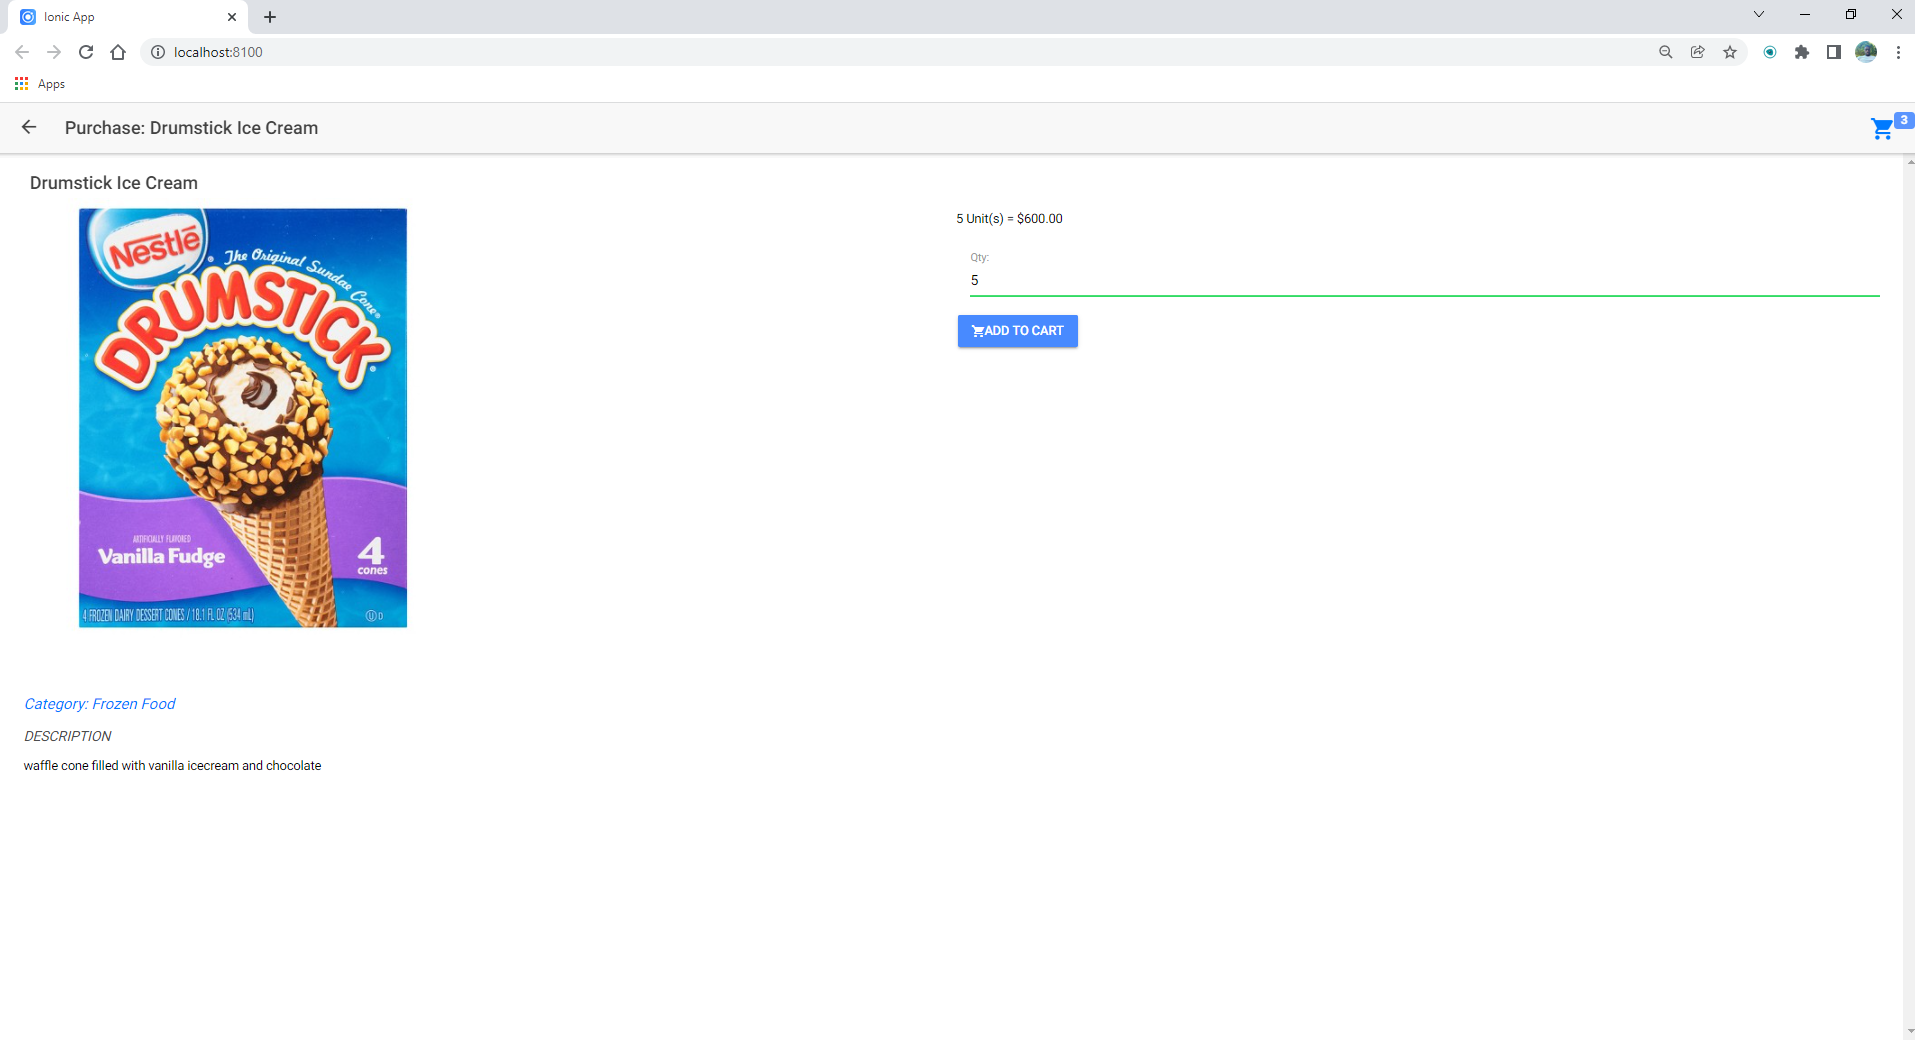 Ionic App
localhost:8100
Apps
Purchase: Drumstick Ice Cream
3
Drumstick Ice Cream
Nestlé®
The Original Sundae Cone®
DRUMSTICK®
ARTIFICIALLY FLAVORED
Vanilla Fudge
4
cones
4 FROZEN DAIRY DESSERT CONES / 18.1 FL OZ (534 mL)
U D
5 Unit(s) = $600.00
Qty:
5
ADD TO CART
Category: Frozen Food
DESCRIPTION
waffle cone filled with vanilla icecream and chocolate